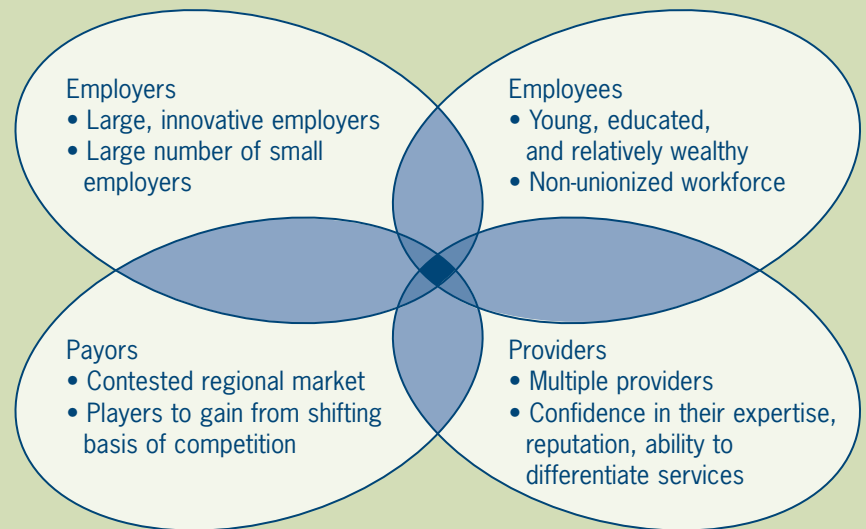 Employers
• Large, innovative employers
• Large number of small
employers
Employees
• Young, educated,
and relatively wealthy
• Non-unionized workforce
Payors
• Contested regional market
• Players to gain from shifting
basis of competition
Providers
• Multiple providers
• Confidence in their expertise,
reputation, ability to
differentiate services